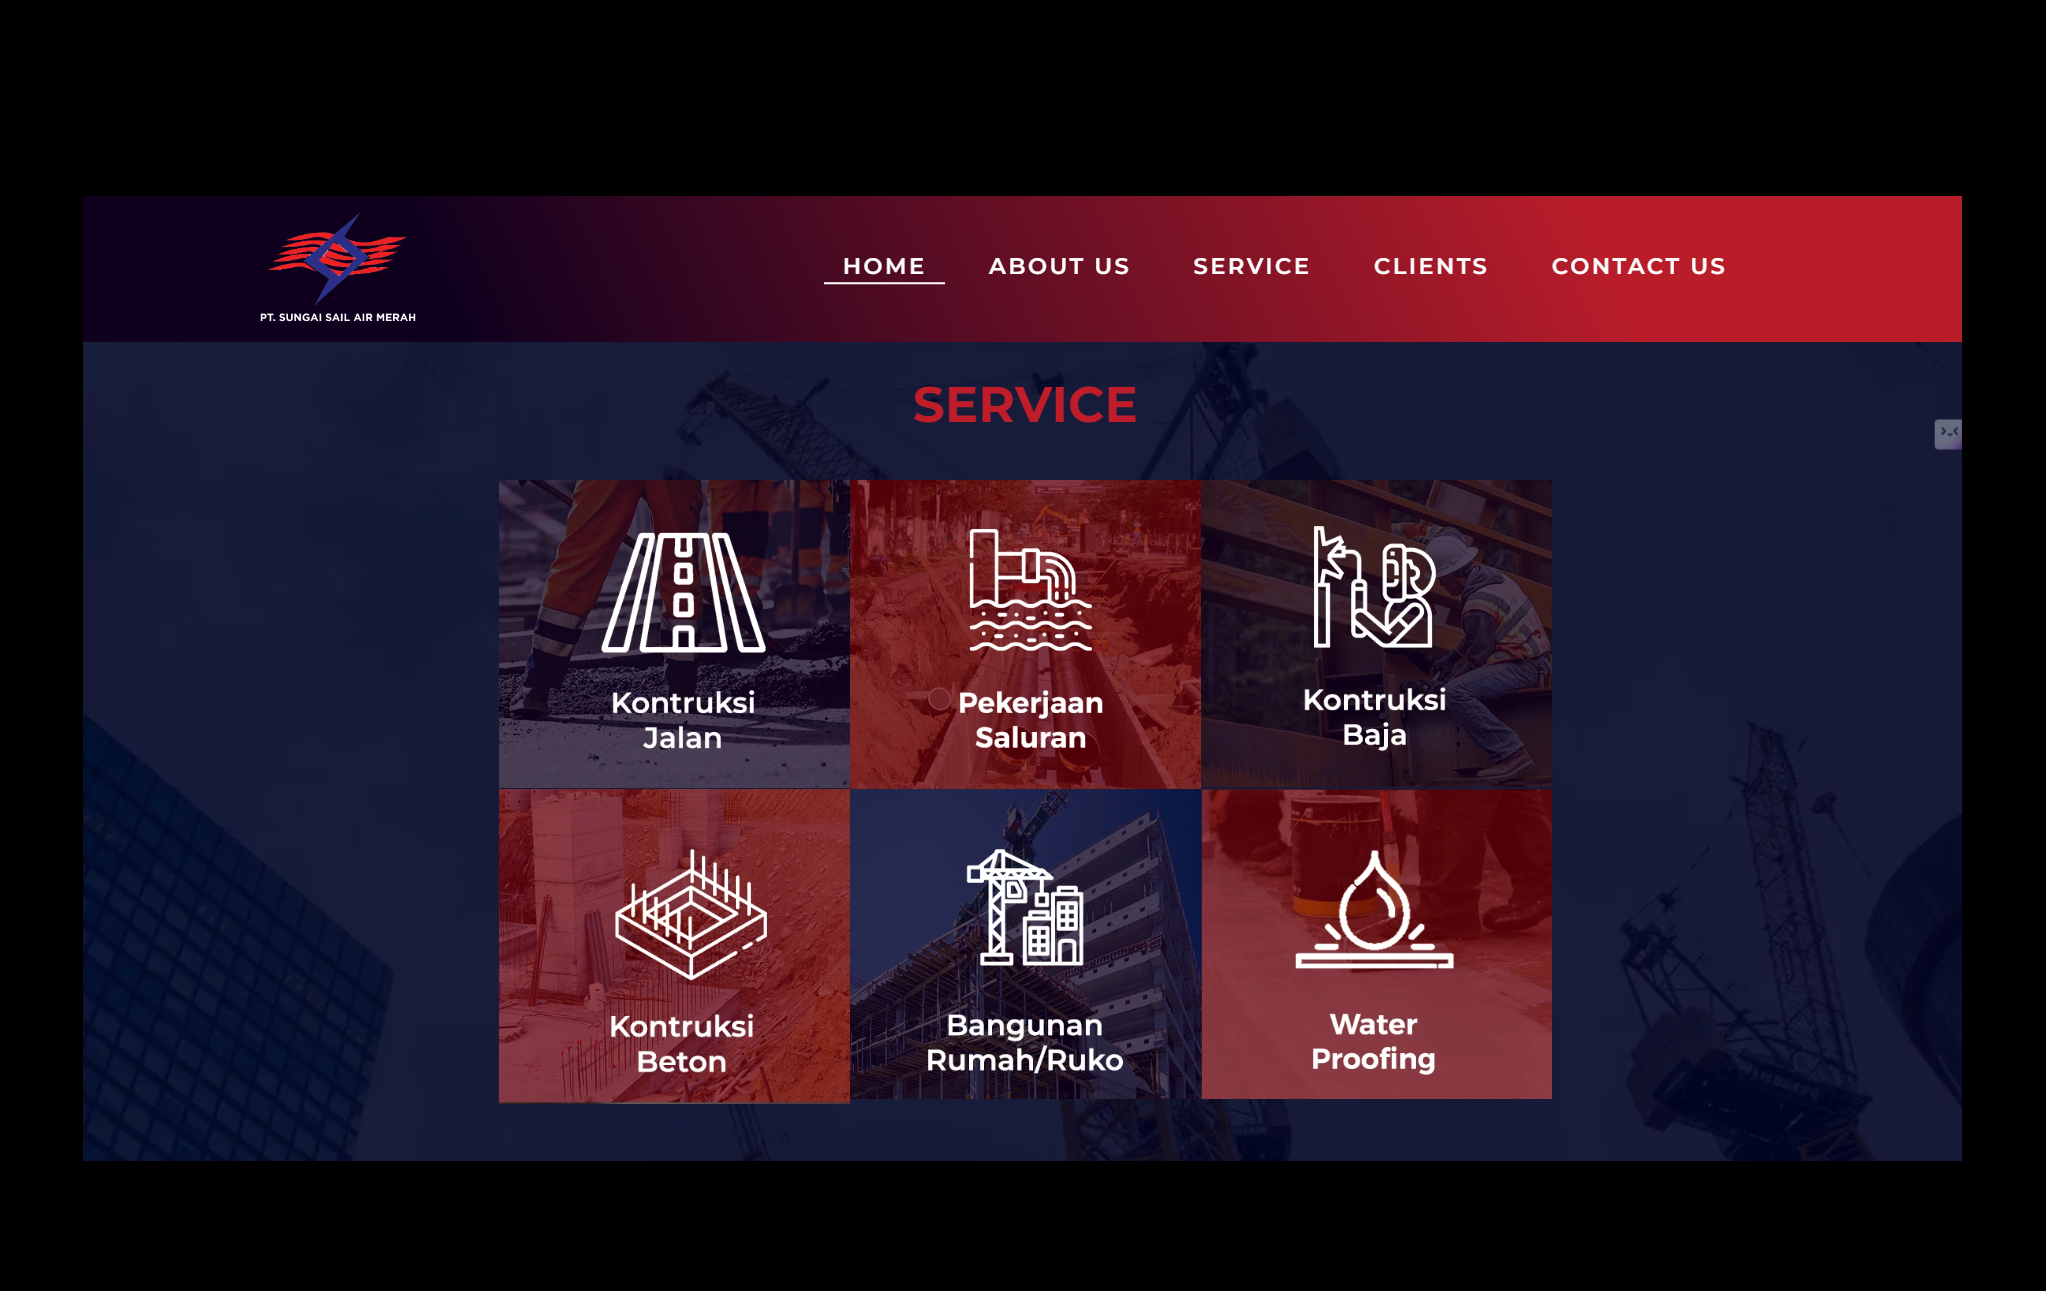 PT. SUNGAI SAIL AIR MERAH
HOME
ABOUT US
SERVICE
CLIENTS
CONTACT US
SERVICE
Kontruksi
Jalan
Pekerjaan
Saluran
Kontruksi
Baja
Kontruksi
Beton
Bangunan
Rumah/Ruko
Water
Proofing